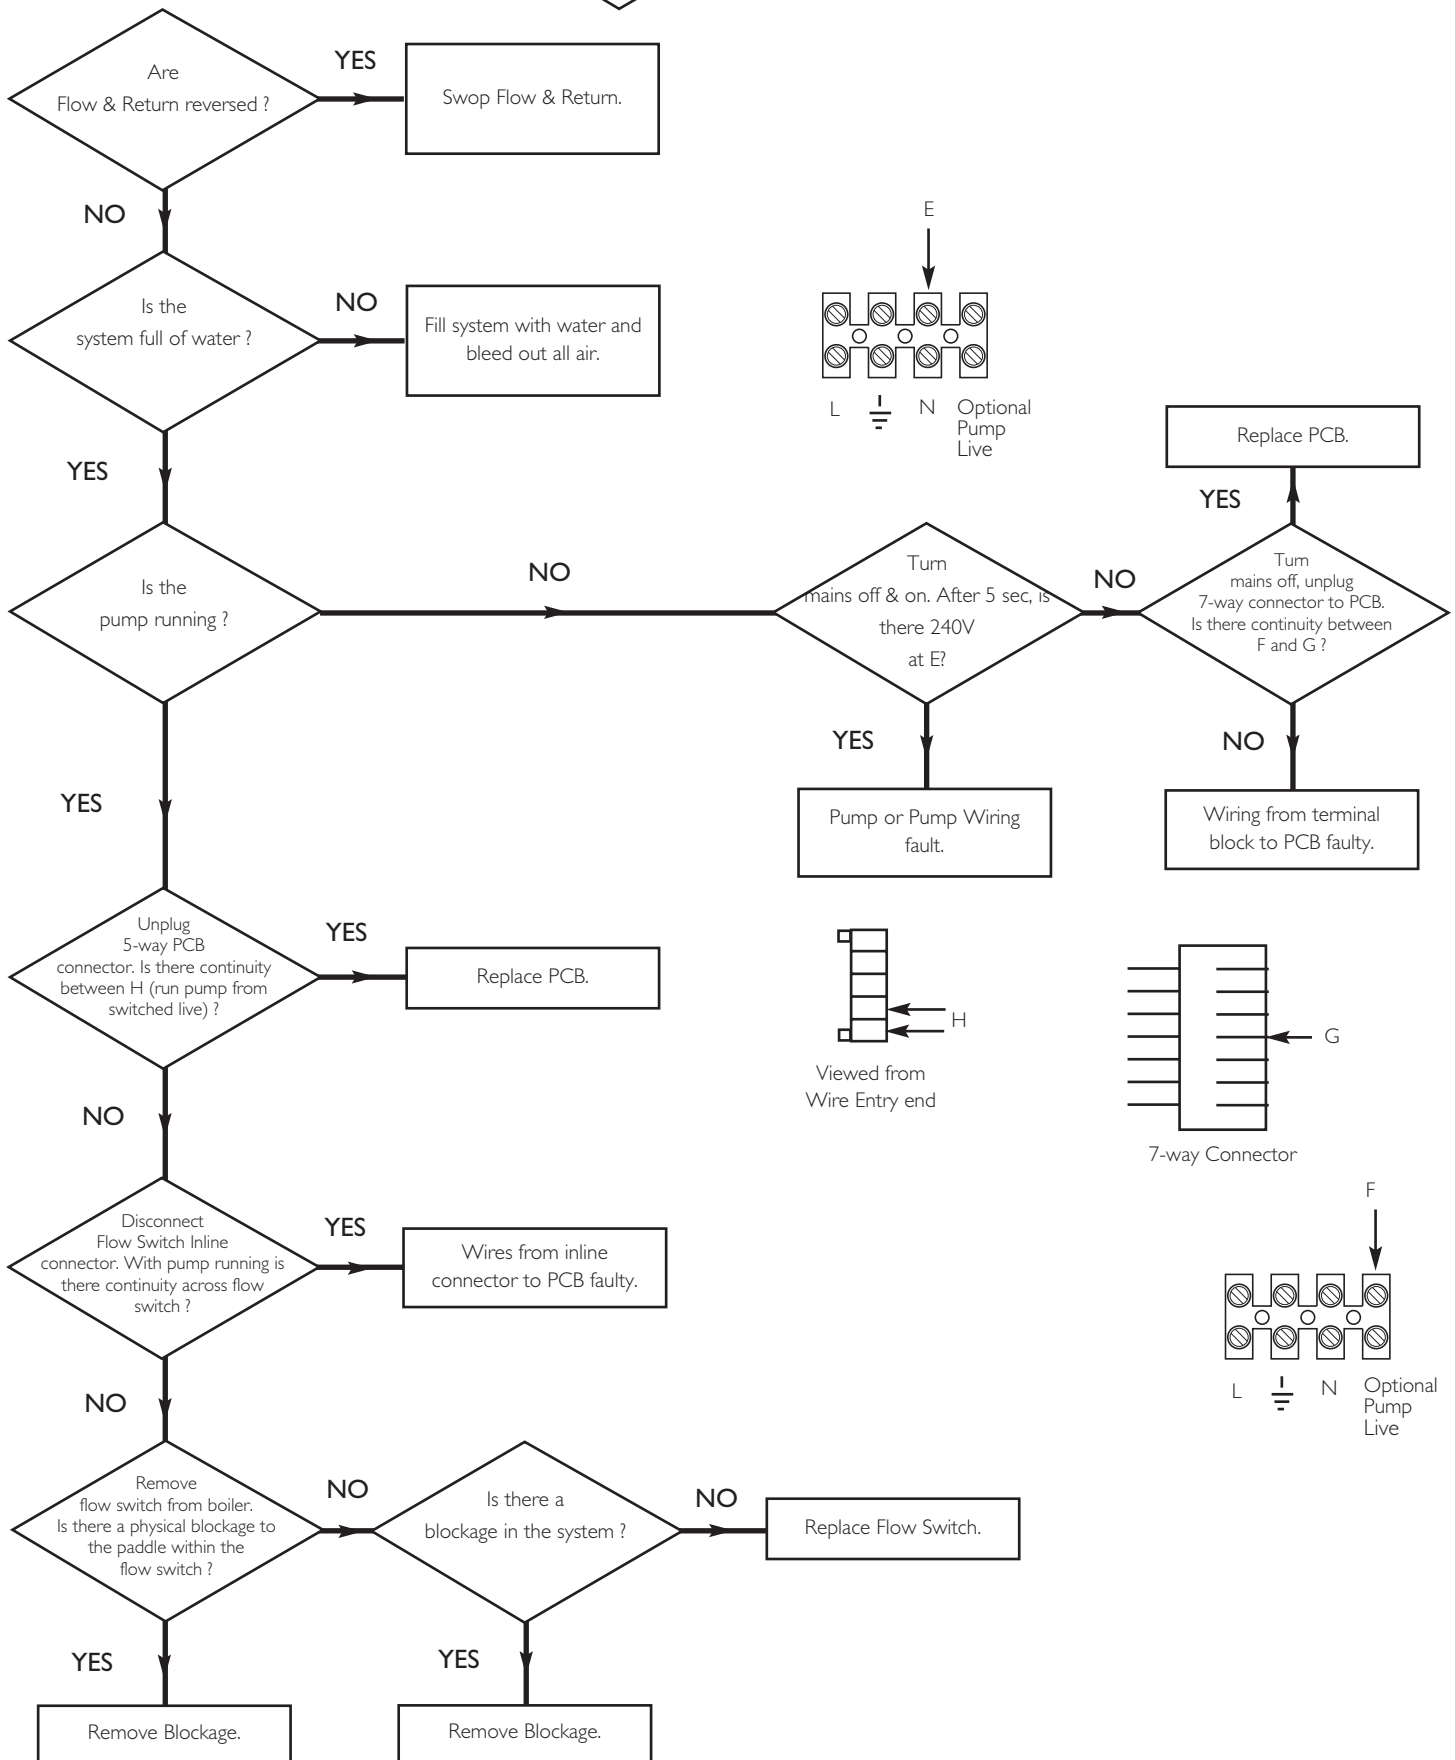 Are
Flow & Return reversed ?
YES
Swop Flow & Return.
NO
Is the
system full of water ?
NO
Fill system with water and
bleed out all air.
E
L
N
Optional
Pump
Live
YES
Is the
pump running ?
NO
Turn
mains off & on. After 5 sec, is
there 240V
at E?
NO
Turn
mains off, unplug
7-way connector to PCB.
Is there continuity between
F and G ?
YES
Replace PCB.
YES
Pump or Pump Wiring
fault.
NO
Wiring from terminal
block to PCB faulty.
YES
Unplug
5-way PCB
connector. Is there continuity
between H (run pump from
switched live) ?
YES
Replace PCB.
H
Viewed from
Wire Entry end
G
7-way Connector
NO
Disconnect
Flow Switch Inline
connector. With pump running is
there continuity across flow
switch ?
YES
Wires from inline
connector to PCB faulty.
F
L
N
Optional
Pump
Live
NO
Remove
flow switch from boiler.
Is there a physical blockage to
the paddle within the
flow switch ?
NO
Is there a
blockage in the system ?
NO
Replace Flow Switch.
YES
Remove Blockage.
YES
Remove Blockage.